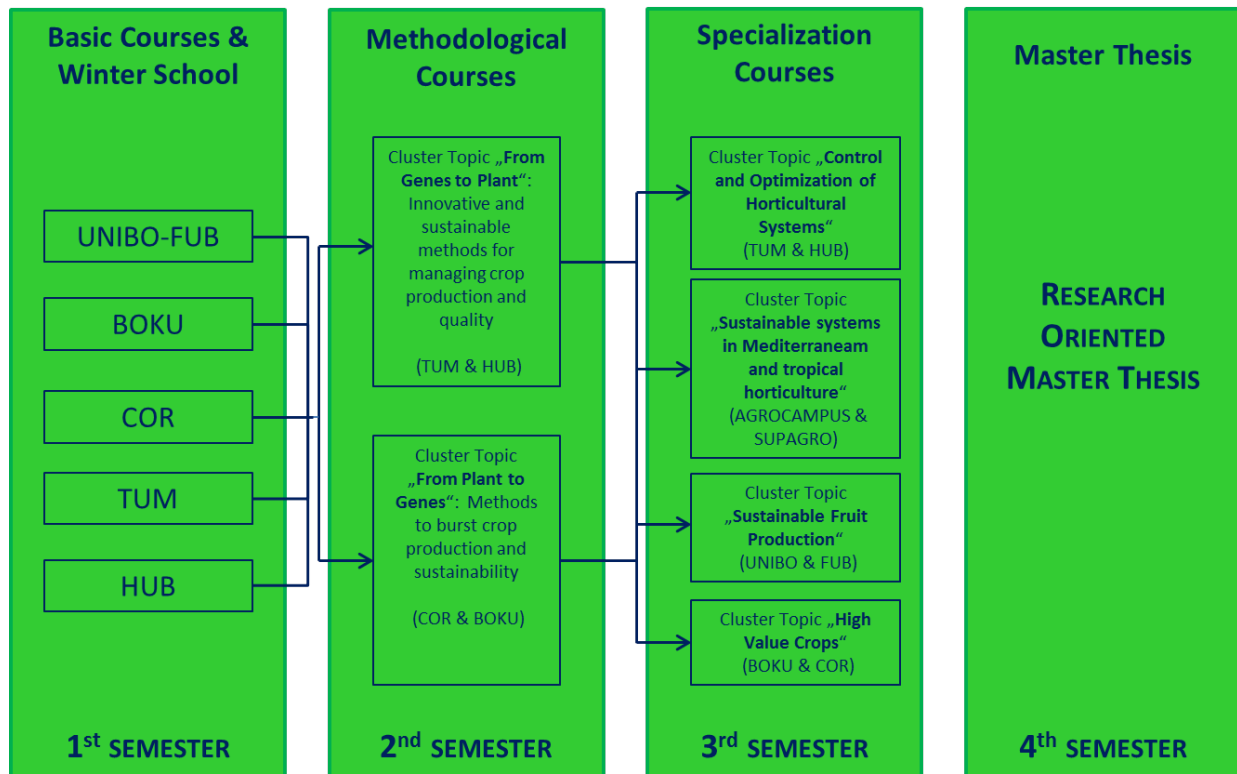 Basic Courses &
Winter School
UNIBO-FUB
BOKU
COR
TUM
HUB
1st SEMESTER
Methodological
Courses
Cluster Topic „From
Genes to Plant“:
Innovative and
sustainable
methods for
managing crop
production and
quality
(TUM & HUB)
Cluster Topic
„From Plant to
Genes“: Methods
to burst crop
production and
sustainability
(COR & BOKU)
2nd SEMESTER
Specialization
Courses
Cluster Topic „Control
and Optimization of
Horticultural
Systems“
(TUM & HUB)
Cluster Topic
„Sustainable systems
in Mediterraneam
and tropical
horticulture“
(AGROCAMPUS &
SUPAGRO)
Cluster Topic
„Sustainable Fruit
Production“
(UNIBO & FUB)
Cluster Topic „High
Value Crops“
(BOKU & COR)
3rd SEMESTER
Master Thesis
RESEARCH
ORIENTED
MASTER THESIS
4th SEMESTER